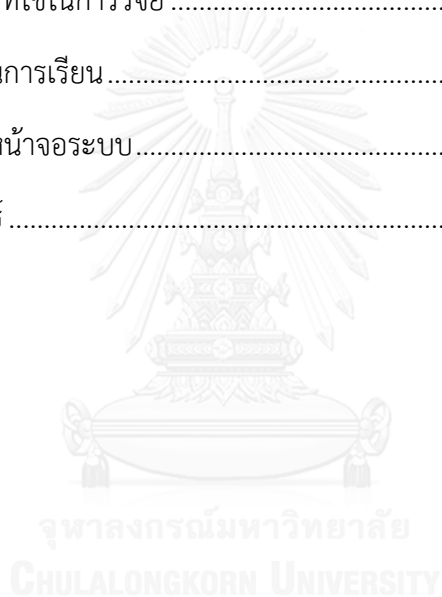 ที่ใช้ในการวิจัย ........................................................
นการเรียน ........................................................
หน้าจอระบบ ........................................................
........................................................
จุฬาลงกรณ์มหาวิทยาลัย
CHULALONGKORN UNIVERSITY